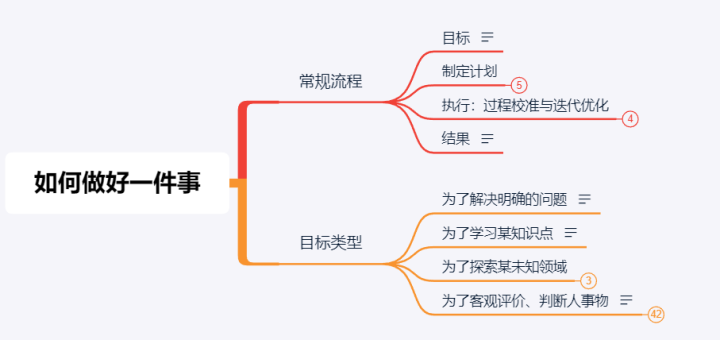 如何做好一件事
常规流程
目标
制定计划
5
执行：过程校准与迭代优化
4
结果
目标类型
为了解决明确的问题
为了学习某知识点
为了探索某未知领域
3
为了客观评价、判断人事物
42